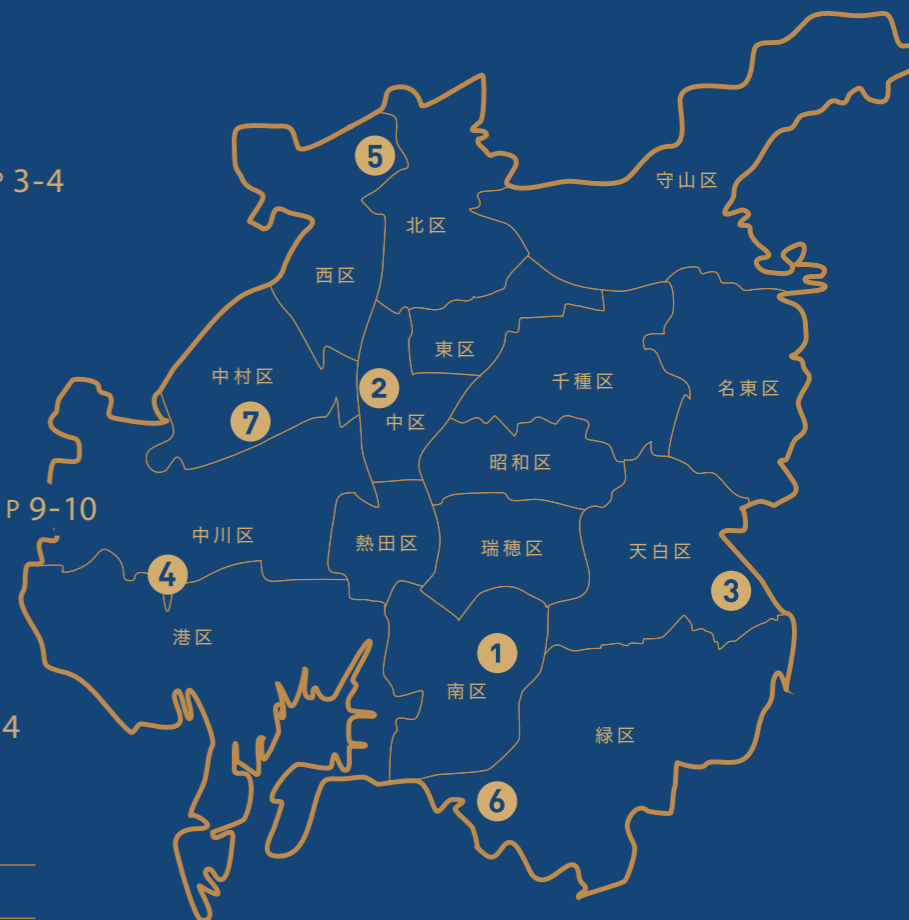 5
P 3-4
守山区
北区
西区
東区
中村区
2
千種区
名東区
7
中区
昭和区
P 9-10
中川区
熱田区
瑞穂区
天白区
4
3
港区
1
南区
4
緑区
6